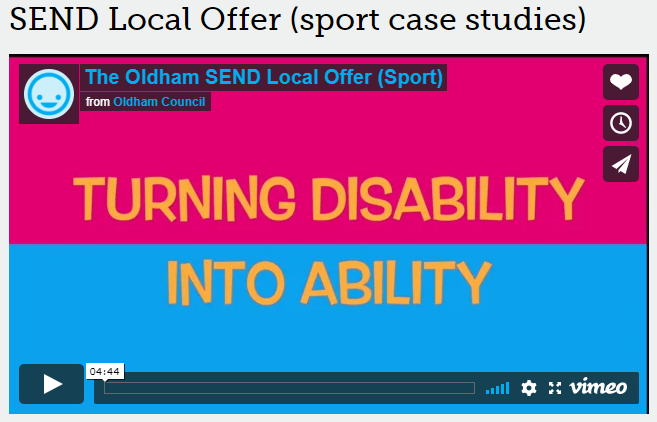 SEND Local Offer (sport case studies)
The Oldham SEND Local Offer (Sport)
from Oldham Council
TURNING DISABILITY
INTO ABILITY
04:44
vimeo